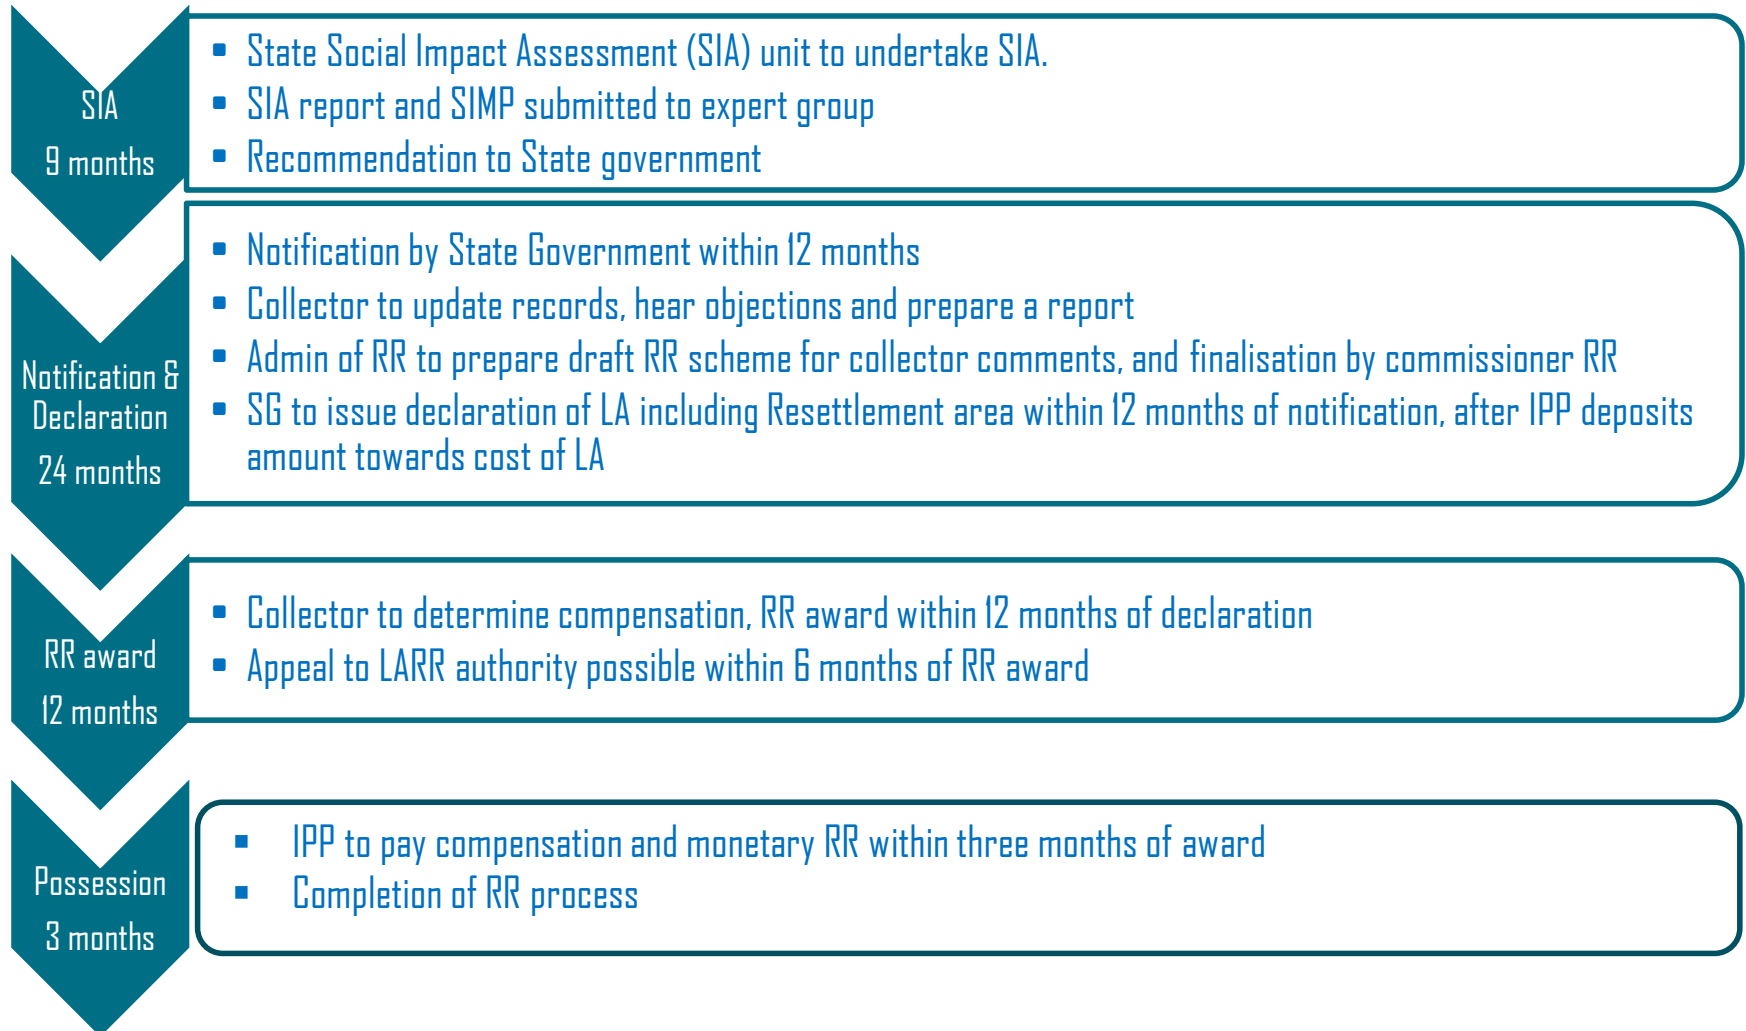 SIA
9 months
▪ State Social Impact Assessment (SIA) unit to undertake SIA.
▪ SIA report and SIMP submitted to expert group
▪ Recommendation to State government
Notification &
Declaration
24 months
▪ Notification by State Government within 12 months
▪ Collector to update records, hear objections and prepare a report
▪ Admin of RR to prepare draft RR scheme for collector comments, and finalisation by commissioner RR
▪ SG to issue declaration of LA including Resettlement area within 12 months of notification, after IPP deposits
amount towards cost of LA
RR award
12 months
▪ Collector to determine compensation, RR award within 12 months of declaration
▪ Appeal to LARR authority possible within 6 months of RR award
Possession
3 months
▪ IPP to pay compensation and monetary RR within three months of award
▪ Completion of RR process